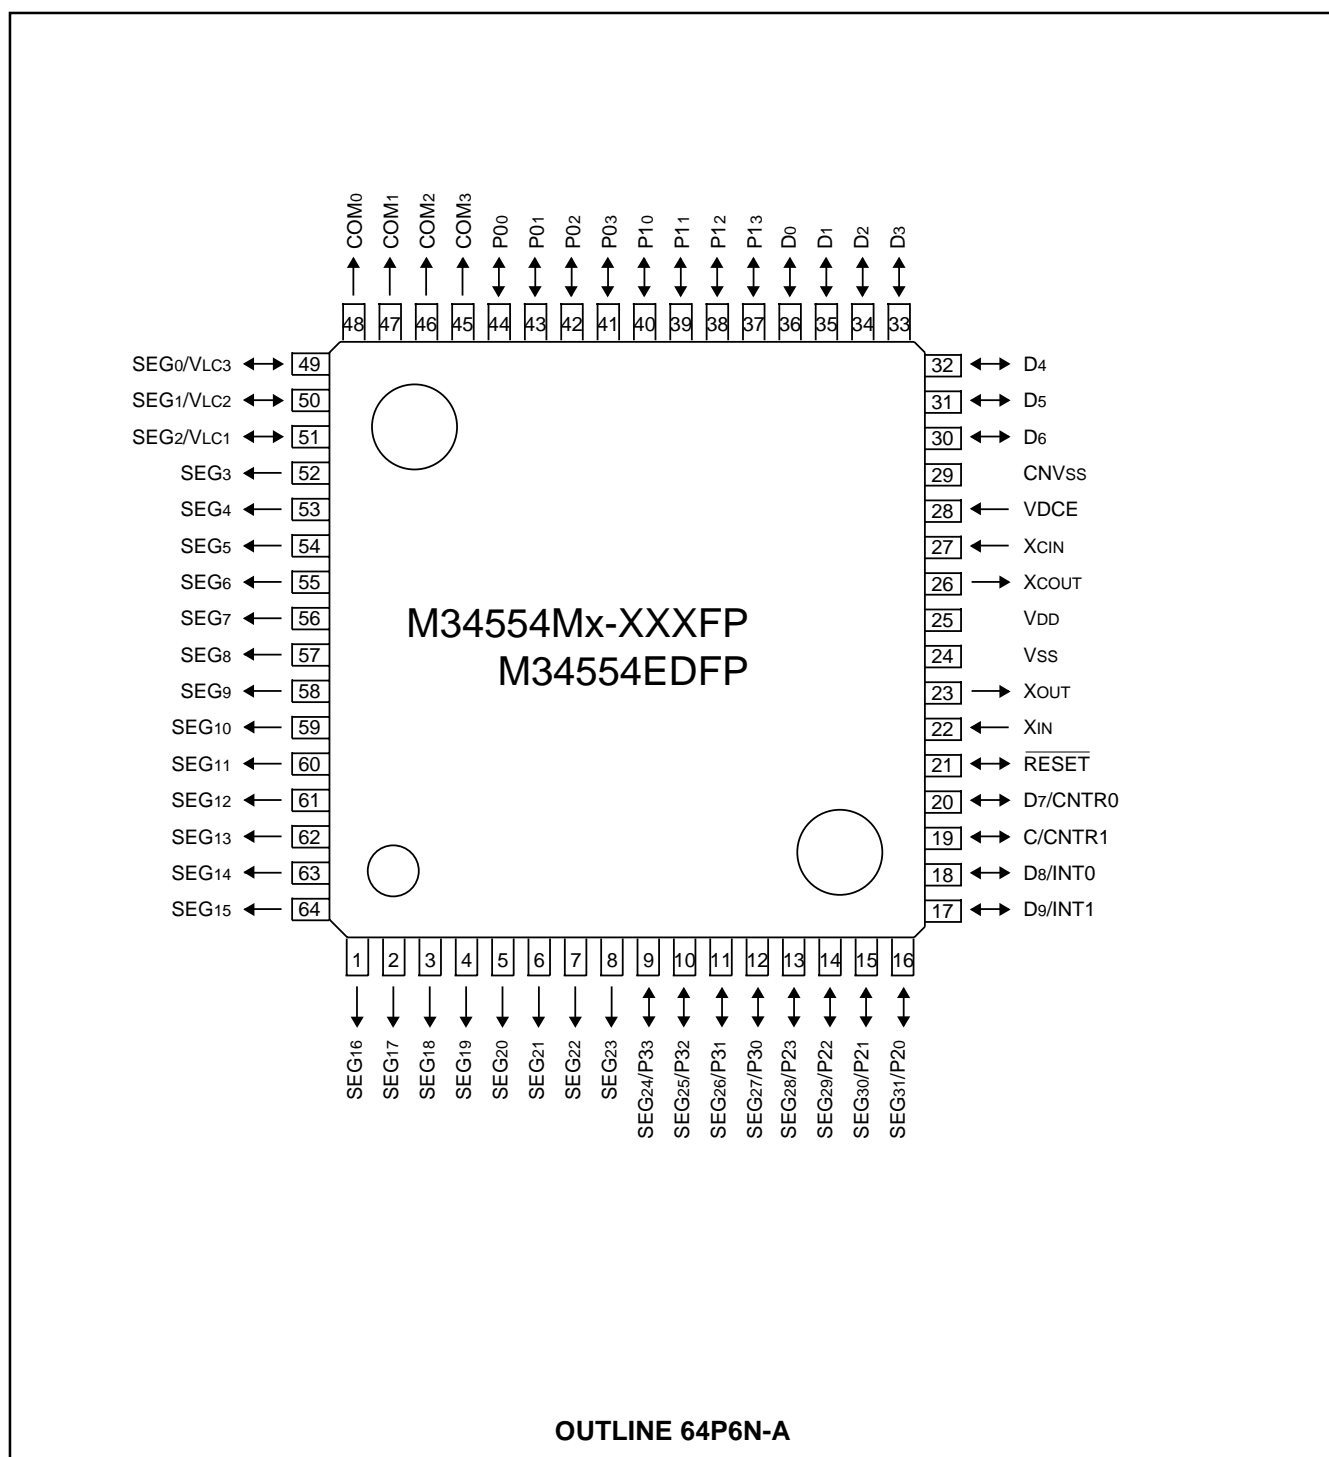 COM0
COM1
COM2
COM3
P00
P01
P02
P03
P10
P11
P12
P13
D0
D1
D2
D3
48 47 46 45 44 43 42 41 40 39 38 37 36 35 34 33
SEG0/VLC3 49
SEG1/VLC2 50
SEG2/VLC1 51
SEG3 52
SEG4 53
SEG5 54
SEG6 55
SEG7 56
SEG8 57
SEG9 58
SEG10 59
SEG11 60
SEG12 61
SEG13 62
SEG14 63
SEG15 64
M34554Mx-XXXFP
M34554EDFP
32 D4
31 D5
30 D6
29 CNVSS
28 VDCE
27 XCIN
26 XCOUT
25 VDD
24 VSS
23 XOUT
22 XIN
21 RESET
20 D7/CNTR0
19 C/CNTR1
18 D8/INT0
17 D9/INT1
1 2 3 4 5 6 7 8 9 10 11 12 13 14 15 16
SEG16
SEG17
SEG18
SEG19
SEG20
SEG21
SEG22
SEG23
SEG24/P33
SEG25/P32
SEG26/P31
SEG27/P30
SEG28/P23
SEG29/P22
SEG30/P21
SEG31/P20
OUTLINE 64P6N-A